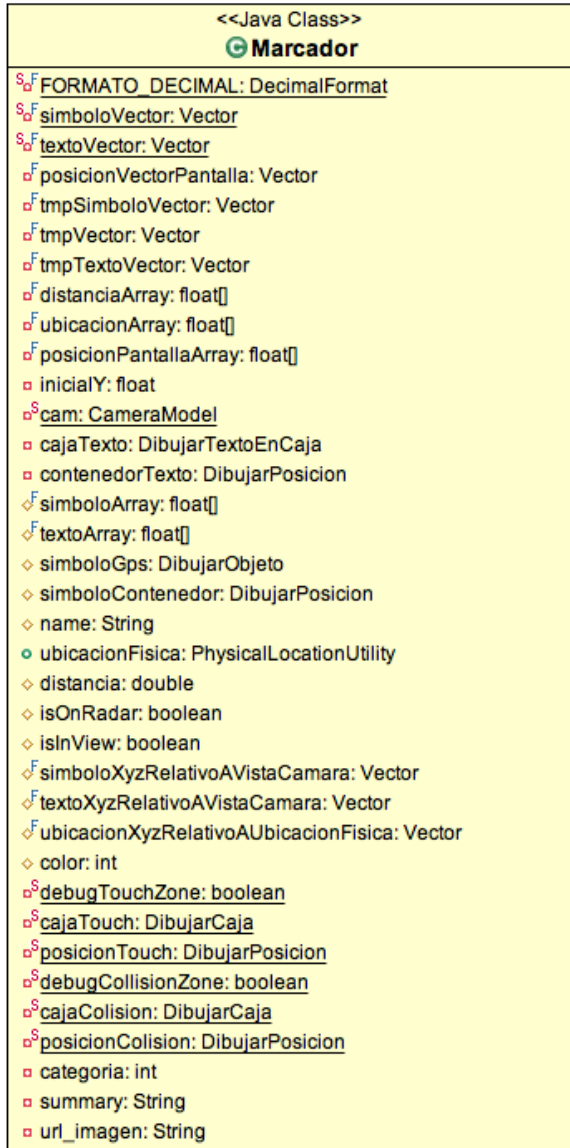 <<Java Class>>
C Marcador
S F FORMATO_DECIMAL: DecimalFormat
S F simboloVector: Vector
S F textoVector: Vector
F posicionVectorPantalla: Vector
F tmpSimboloVector: Vector
F tmpVector: Vector
F tmpTextoVector: Vector
F distanciaArray: float[]
F ubicacionArray: float[]
F posicionPantallaArray: float[]
inicialY: float
S cam: CameraModel
cajaTexto: DibujarTextoEnCaja
contenedorTexto: DibujarPosicion
F simboloArray: float[]
F textoArray: float[]
simboloGps: DibujarObjeto
simboloContenedor: DibujarPosicion
name: String
ubicacionFisica: PhysicalLocationUtility
distancia: double
isOnRadar: boolean
isInView: boolean
F simboloXyzRelativoAVistaCamara: Vector
F textoXyzRelativoAVistaCamara: Vector
F ubicacionXyzRelativoAUbicacionFisica: Vector
color: int
S debugTouchZone: boolean
S cajaTouch: DibujarCaja
S posicionTouch: DibujarPosicion
S debugCollisionZone: boolean
S cajaColision: DibujarCaja
S posicionColision: DibujarPosicion
categoria: int
summary: String
url_imagen: String